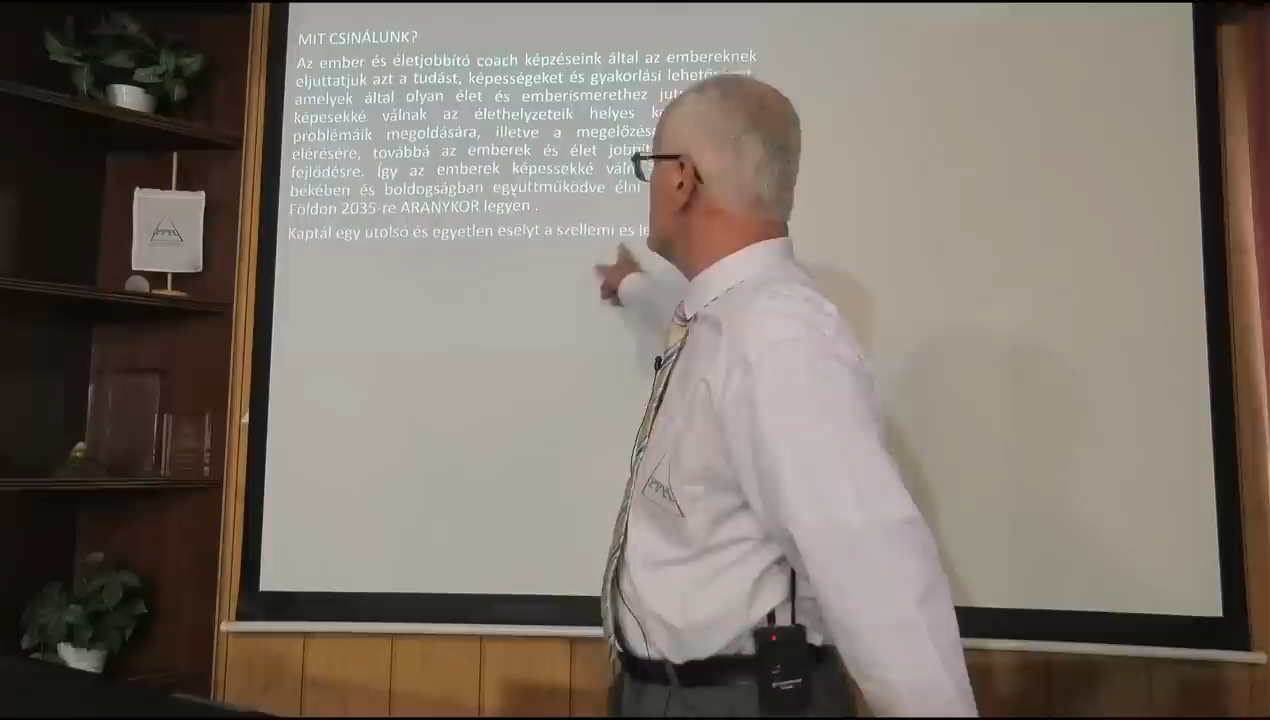 MIT CSINÁLUNK?
Az ember és életjobbító coach képzéseink által az embereknek
eljuttatjuk azt a tudást, képességeket és gyakorlási
amelyek által olyan élet és emberismerethez
képesekké válnak az élethelyzeteik helyes
problémáik megoldására, illetve a
elérésére, továbbá az emberek és élet
fejlődésre. Így az emberek képessekké
békében és boldogságban együttműködve élni
Földon 2035-re ARANYKOR legyen .
Kaptál egy utolsó és egyetlen esélyt a szellemi és